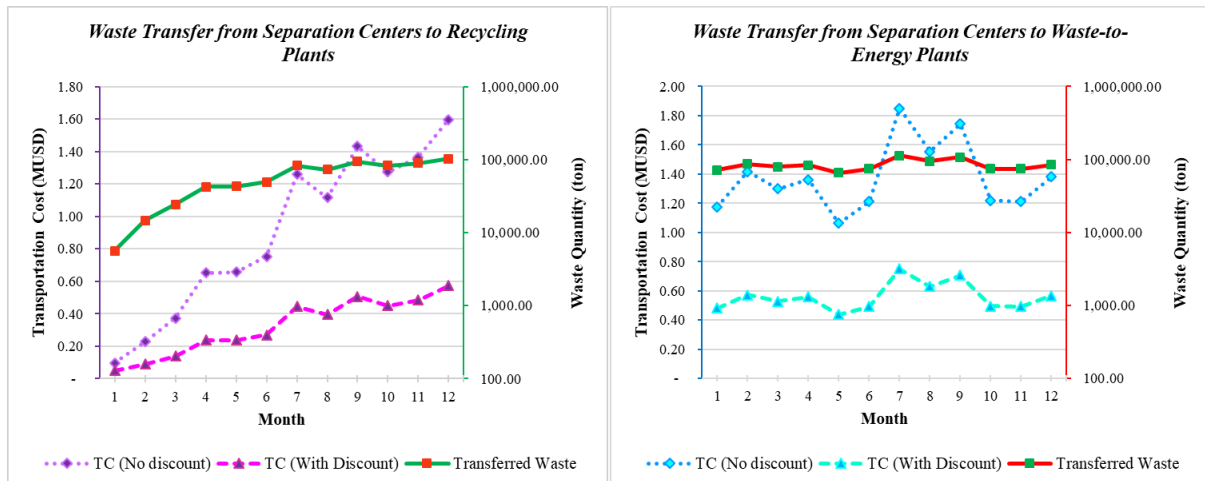 Waste Transfer from Separation Centers to Recycling
Plants
1.80
1.60
1.40
1.20
1.00
0.80
0.60
0.40
0.20
-
Transportation Cost (MUSD)
1,000,000.00
100,000.00
10,000.00
1,000.00
100.00
Waste Quantity (ton)
1 2 3 4 5 6 7 8 9 10 11 12
Month
TC (No discount) TC (With Discount) Transferred Waste
Waste Transfer from Separation Centers to Waste-to-
Energy Plants
2.00
1.80
1.60
1.40
1.20
1.00
0.80
0.60
0.40
0.20
-
Transportation Cost (MUSD)
1,000,000.00
100,000.00
10,000.00
1,000.00
100.00
Waste Quantity (ton)
1 2 3 4 5 6 7 8 9 10 11 12
Month
TC (No discount) TC (With Discount) Transferred Waste